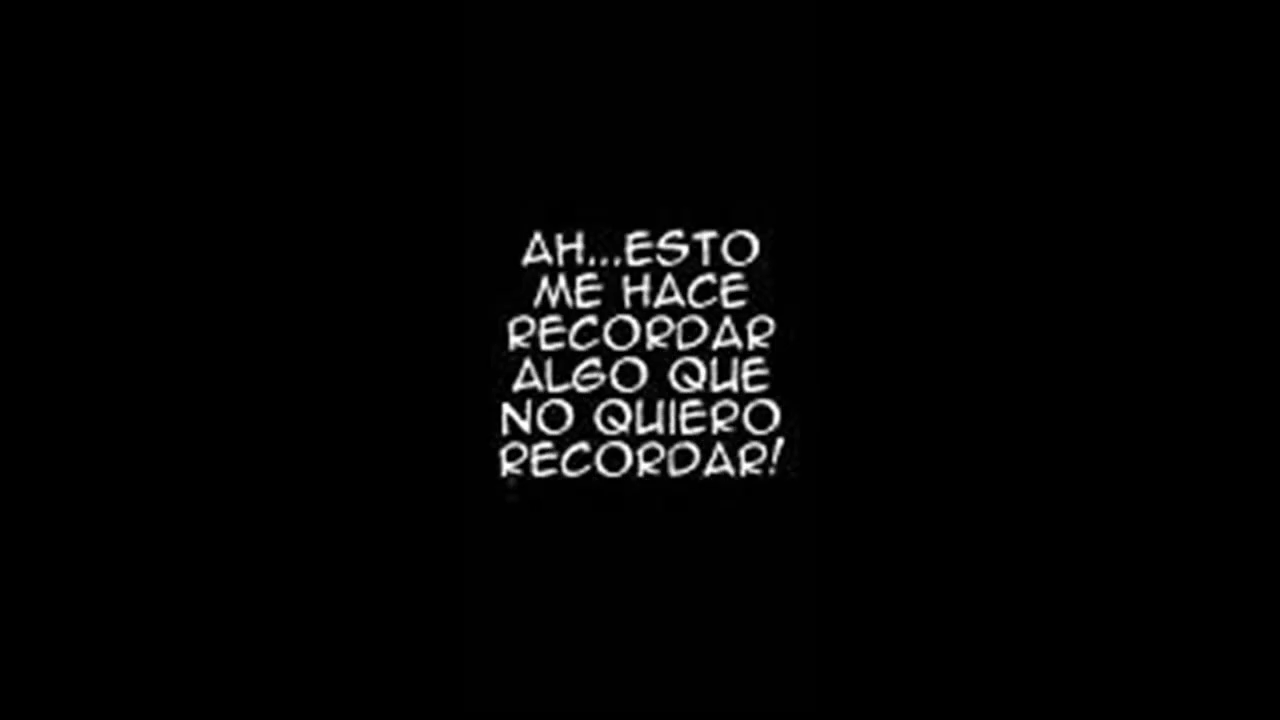 AH...ESTO
ME HACE
RECORDAR
ALGO QUE
NO QUIERO
RECORDAR!